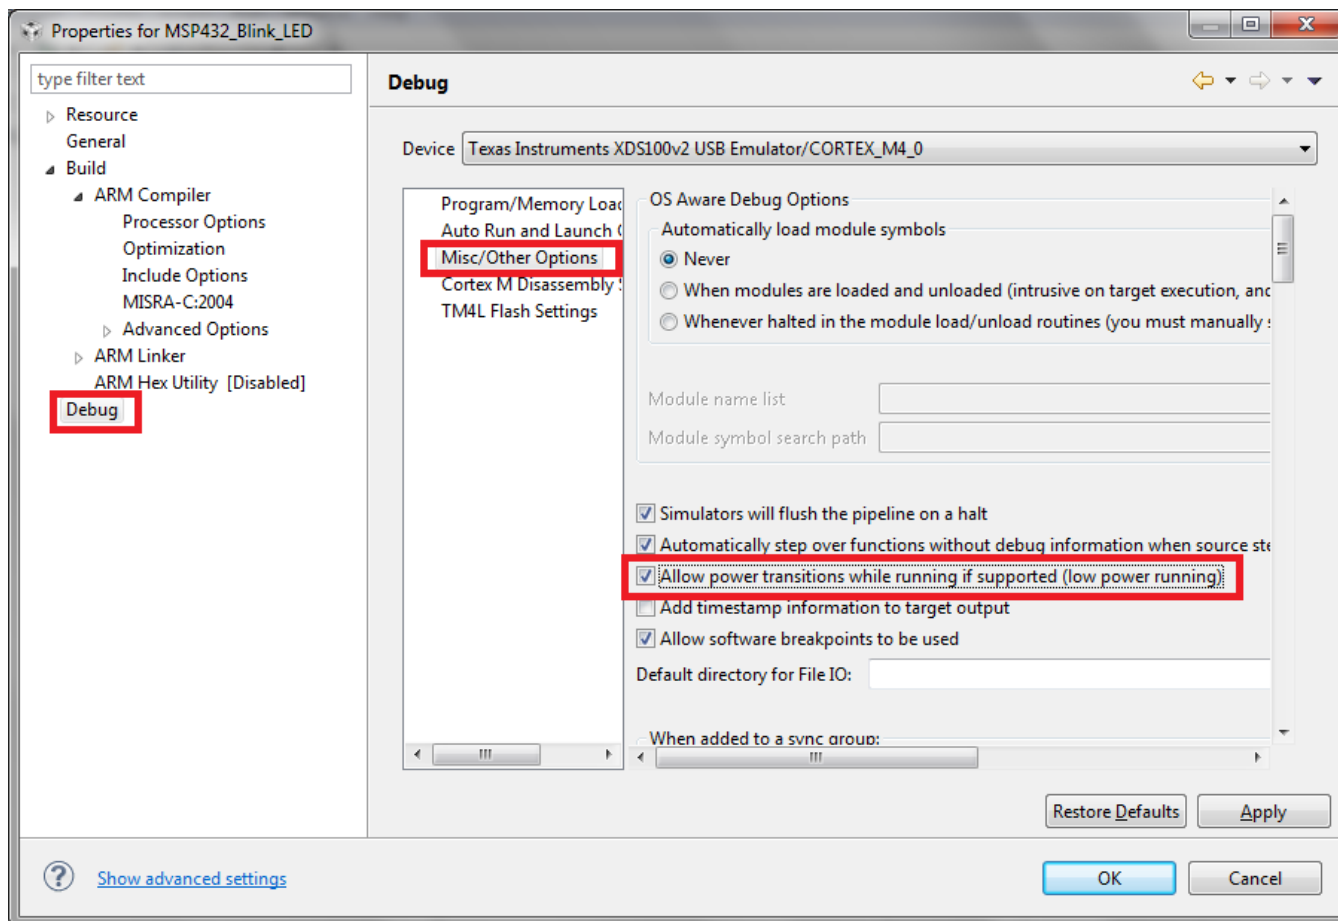 Properties for MSP432_Blink_LED
type filter text
Resource
General
Build
ARM Compiler
Processor Options
Optimization
Include Options
MISRA-C:2004
Advanced Options
ARM Linker
ARM Hex Utility [Disabled]
Debug
Debug
Device Texas Instruments XDS100v2 USB Emulator/CORTEX_M4_0
Program/Memory Load
Auto Run and Launch
Misc/Other Options
Cortex M Disassembly
TM4L Flash Settings
OS Aware Debug Options
Automatically load module symbols
Never
When modules are loaded and unloaded (intrusive on target execution, and
Whenever halted in the module load/unload routines (you must manually
Module name list
Module symbol search path
Simulators will flush the pipeline on a halt
Automatically step over functions without debug information when source ste
Allow power transitions while running if supported (low power running)
Add timestamp information to target output
Allow software breakpoints to be used
Default directory for File IO:
When added to a sync group:
Restore Defaults
Apply
Show advanced settings
OK
Cancel